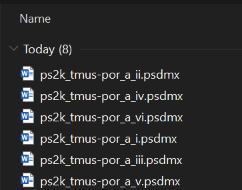 Name
Today (8)
ps2k_tmus-por_a_ii.psdmx
ps2k_tmus-por_a_iv.psdmx
ps2k_tmus-por_a_vi.psdmx
ps2k_tmus-por_a_i.psdmx
ps2k_tmus-por_a_iii.psdmx
ps2k_tmus-por_a_v.psdmx